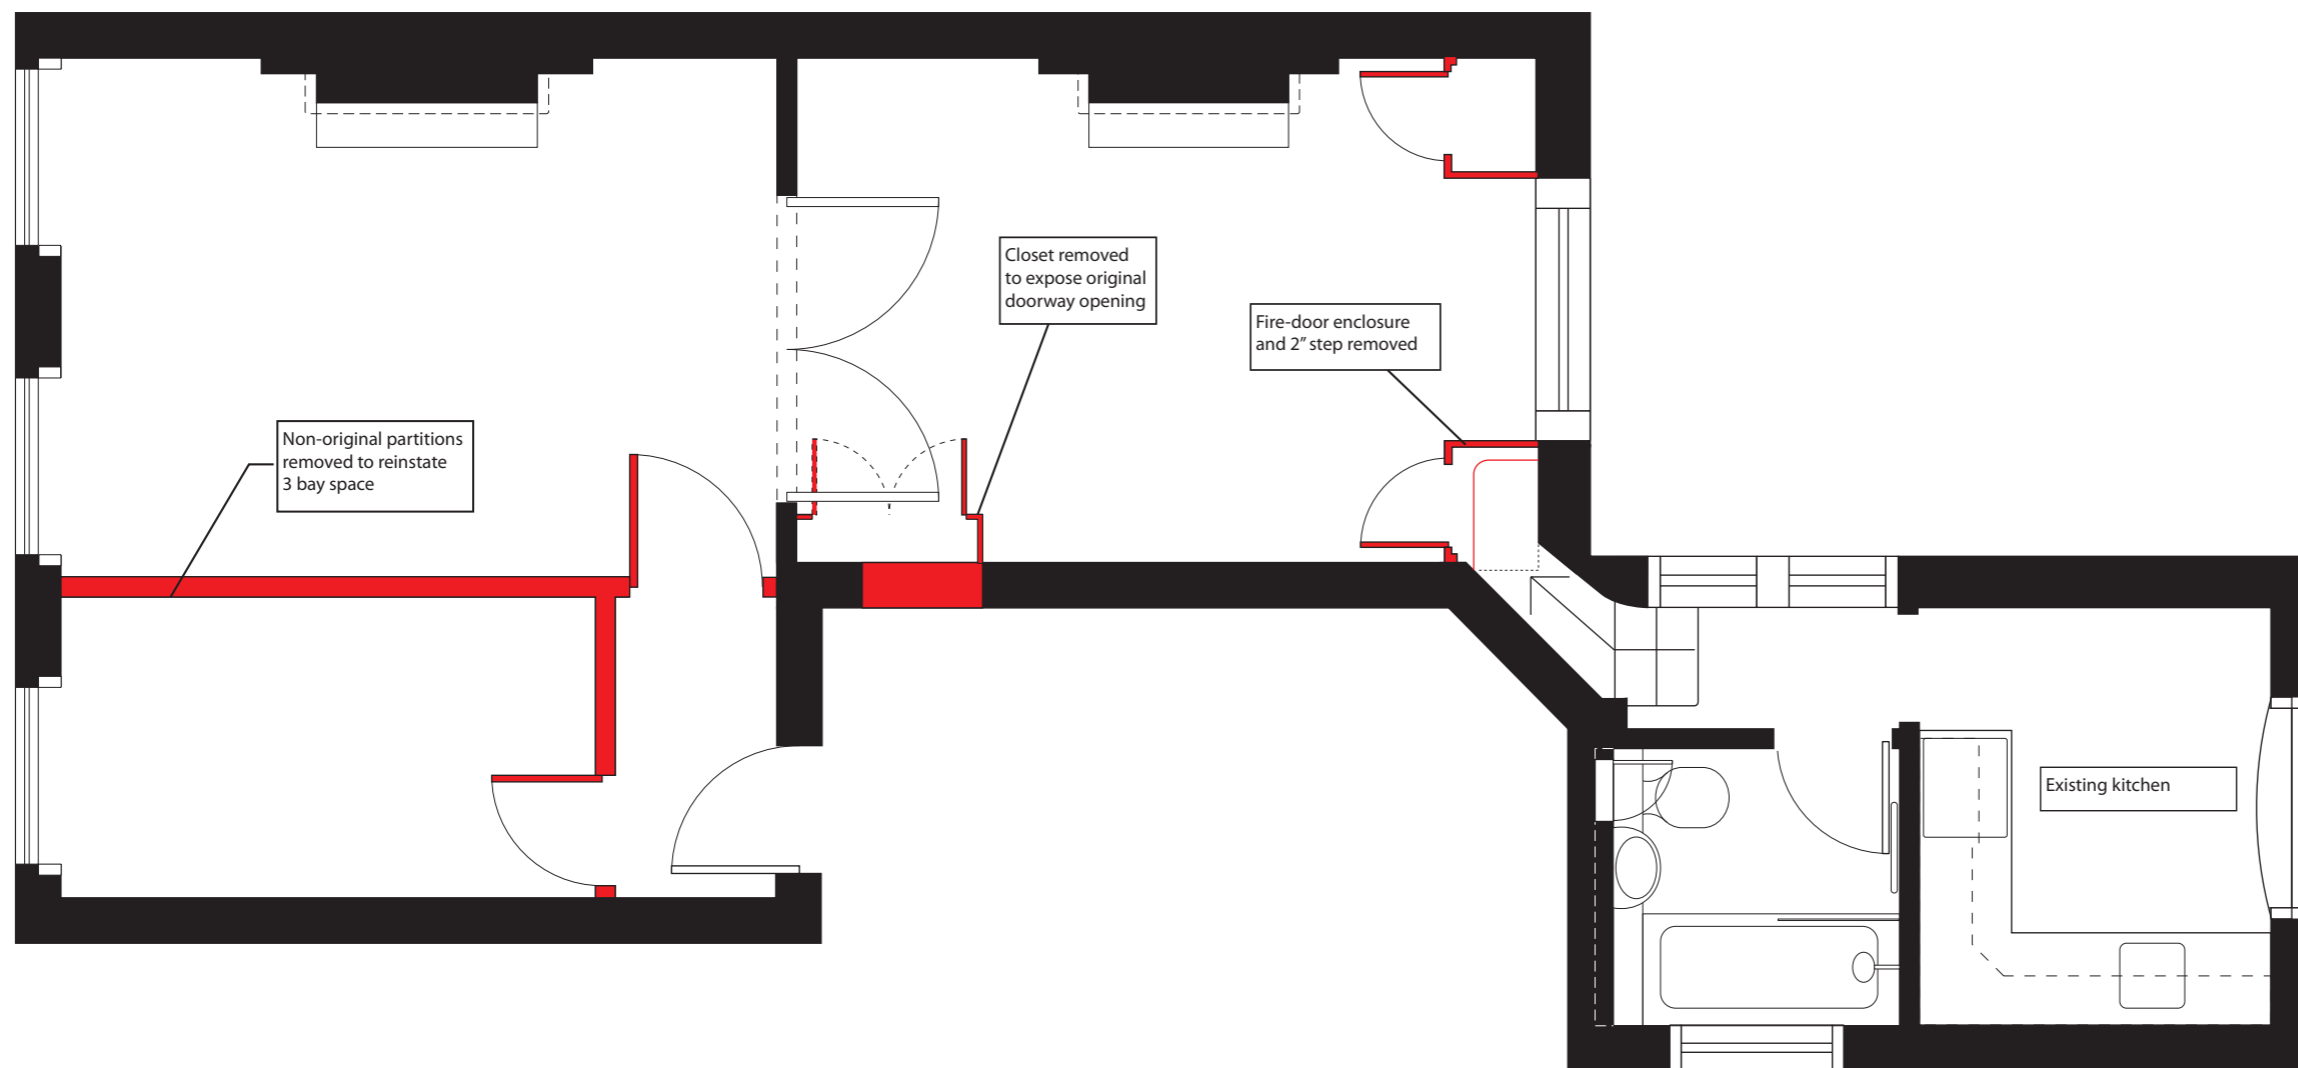 Closet removed
to expose original
doorway opening
Fire-door enclosure
and 2” step removed
Non-original partitions
removed to reinstate
3 bay space
Existing kitchen